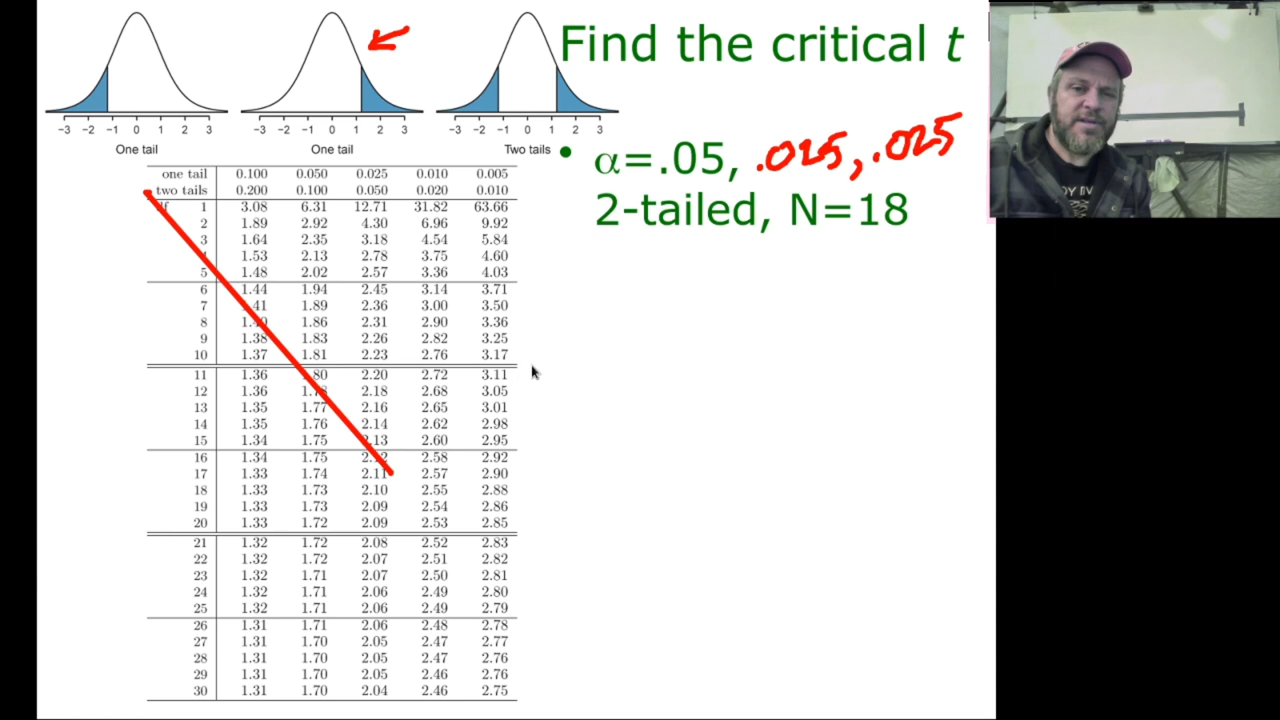 Find the critical t
−3 −2 −1 0 1 2 3 −3 −2 −1 0 1 2 3 −3 −2 −1 0 1 2 3
One tail One tail Two tails
• α=.05, .025, .025
2-tailed, N=18
one tail 0.100 0.050 0.025 0.010 0.005
two tails 0.200 0.100 0.050 0.020 0.010
df 1 3.08 6.31 12.71 31.82 63.66
2 1.89 2.92 4.30 6.96 9.92
3 1.64 2.35 3.18 4.54 5.84
4 1.53 2.13 2.78 3.75 4.60
5 1.48 2.02 2.57 3.36 4.03
6 1.44 1.94 2.45 3.14 3.71
7 1.41 1.89 2.36 3.00 3.50
8 1.40 1.86 2.31 2.90 3.36
9 1.38 1.83 2.26 2.82 3.25
10 1.37 1.81 2.23 2.76 3.17
11 1.36 1.80 2.20 2.72 3.11
12 1.36 1.78 2.18 2.68 3.05
13 1.35 1.77 2.16 2.65 3.01
14 1.35 1.76 2.14 2.62 2.98
15 1.34 1.75 2.13 2.60 2.95
16 1.34 1.75 2.12 2.58 2.92
17 1.33 1.74 2.11 2.57 2.90
18 1.33 1.73 2.10 2.55 2.88
19 1.33 1.73 2.09 2.54 2.86
20 1.33 1.72 2.09 2.53 2.85
21 1.32 1.72 2.08 2.52 2.83
22 1.32 1.72 2.07 2.51 2.82
23 1.32 1.71 2.07 2.50 2.81
24 1.32 1.71 2.06 2.49 2.80
25 1.32 1.71 2.06 2.49 2.79
26 1.31 1.71 2.06 2.48 2.78
27 1.31 1.70 2.05 2.47 2.77
28 1.31 1.70 2.05 2.47 2.76
29 1.31 1.70 2.05 2.46 2.76
30 1.31 1.70 2.04 2.46 2.75